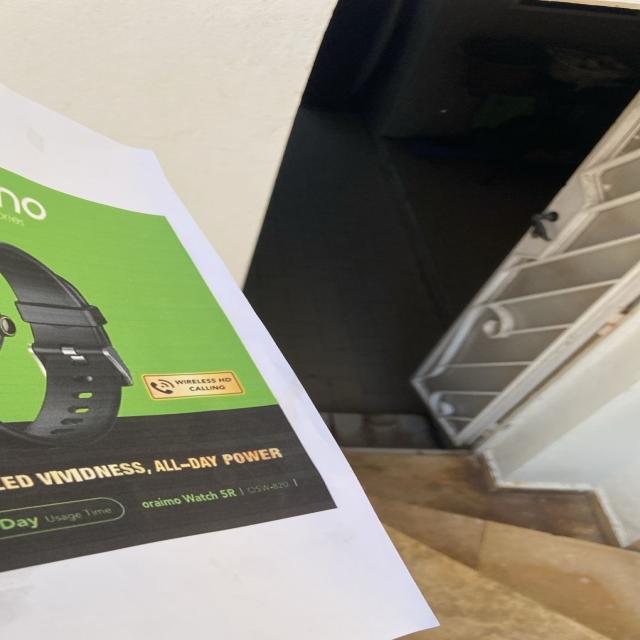 WIRELESS HD
CALLING
LED VIVIDNESS, ALL-DAY POWER
Day Usage Time
oraimo Watch 5R | OSW-820 |